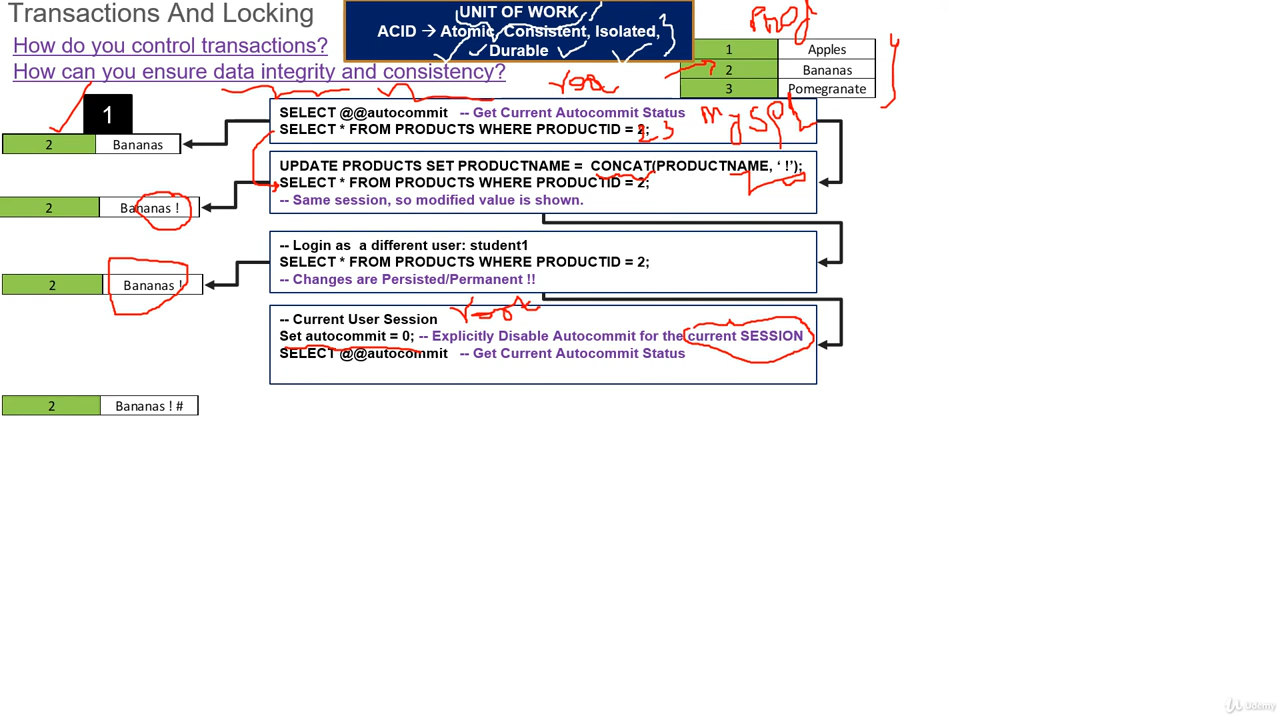 Transactions And Locking
How do you control transactions?
How can you ensure data integrity and consistency?
UNIT OF WORK
ACID → Atomic, Consistent, Isolated,
Durable
1 Apples
2 Bananas
3 Pomegranate
mySql
1
SELECT @@autocommit -- Get Current Autocommit Status
SELECT * FROM PRODUCTS WHERE PRODUCTID = 2;
2 Bananas
UPDATE PRODUCTS SET PRODUCTNAME = CONCAT(PRODUCTNAME, ‘ !’);
SELECT * FROM PRODUCTS WHERE PRODUCTID = 2;
-- Same session, so modified value is shown.
2 Bananas !
-- Login as a different user: student1
SELECT * FROM PRODUCTS WHERE PRODUCTID = 2;
-- Changes are Persisted/Permanent !!
2 Bananas !
-- Current User Session
Set autocommit = 0; -- Explicitly Disable Autocommit for the current SESSION
SELECT @@autocommit -- Get Current Autocommit Status
2 Bananas ! #
Udemy